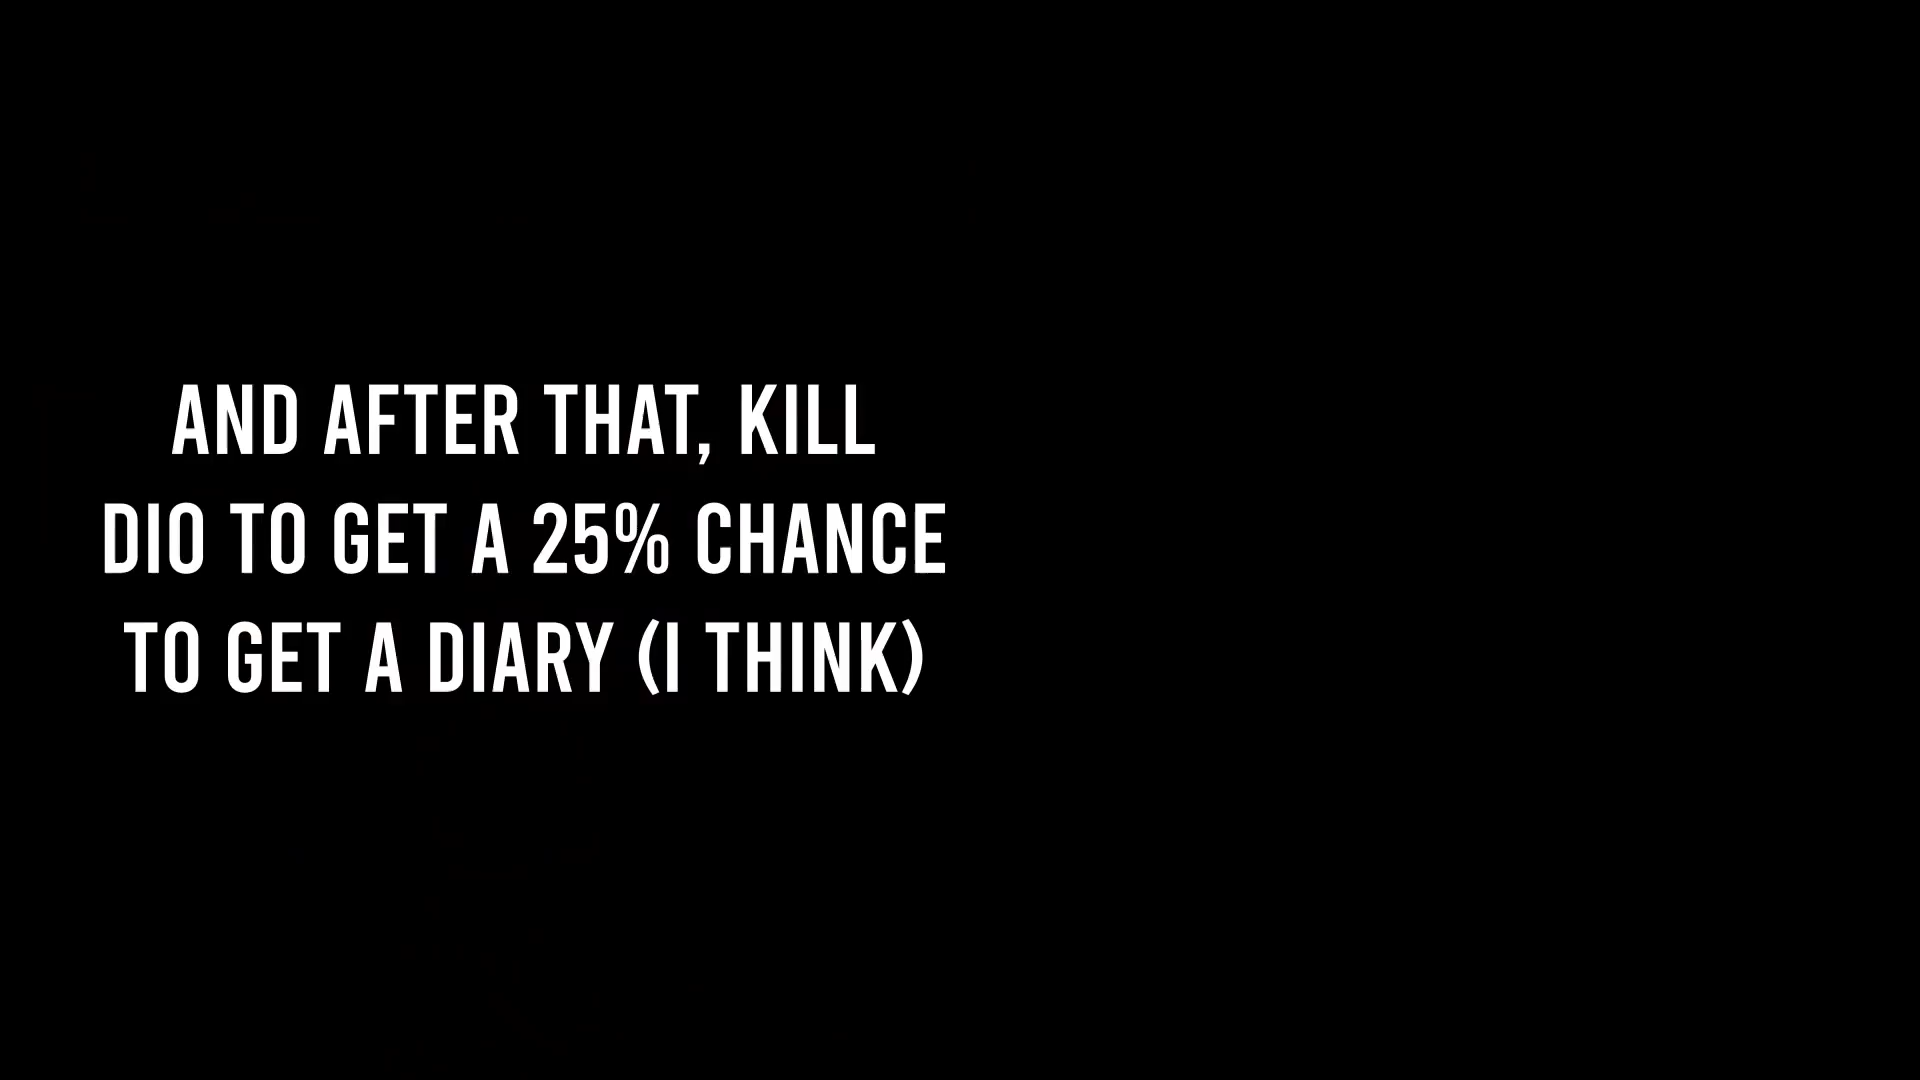 AND AFTER THAT, KILL
DIO TO GET A 25% CHANCE
TO GET A DIARY (I THINK)